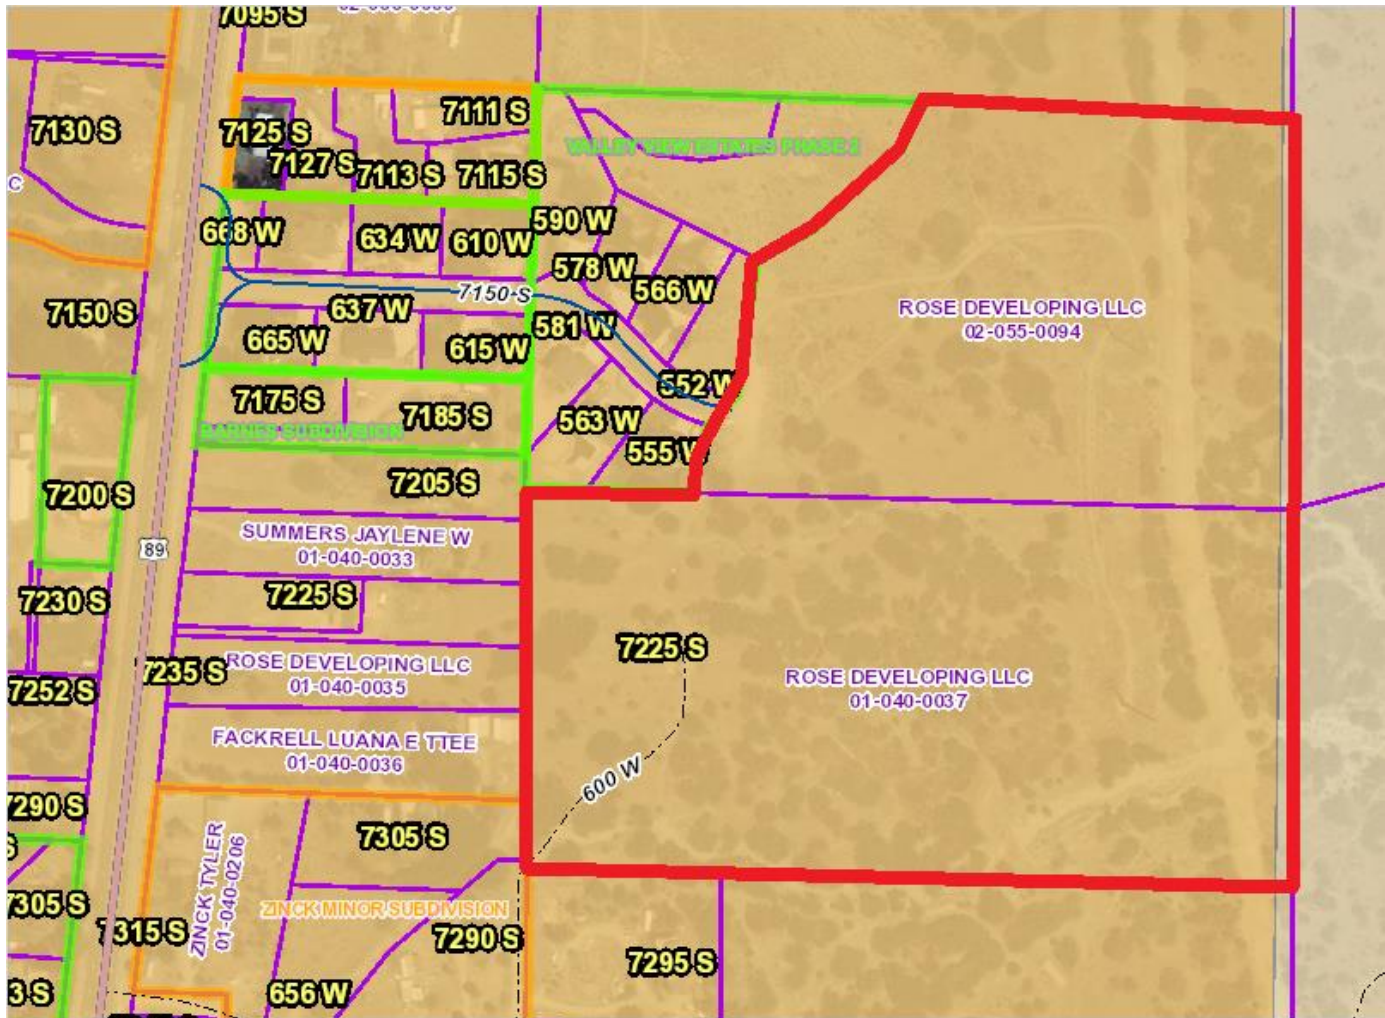 7095 S
7130 S
7111 S
7125 S
7127 S
7113 S
7115 S
VALLEY VIEW ESTATES PHASE 2
C
668 W
634 W
610 W
590 W
578 W
566 W
7150 S
7150 S
637 W
665 W
615 W
581 W
552 W
ROSE DEVELOPING LLC
02-055-0094
7175 S
7185 S
BARNES SUBDIVISION
563 W
555 W
7200 S
7205 S
SUMMERS JAYLENE W
01-040-0033
89
7230 S
7225 S
7225 S
7235 S
ROSE DEVELOPING LLC
01-040-0035
ROSE DEVELOPING LLC
01-040-0037
7252 S
FACKRELL LUANA E TTEE
01-040-0036
600 W
7290 S
7305 S
ZINCK TYLER
01-040-0206
S
7305 S
ZINCK MINOR SUBDIVISION
7315 S
7290 S
7295 S
3 S
656 W